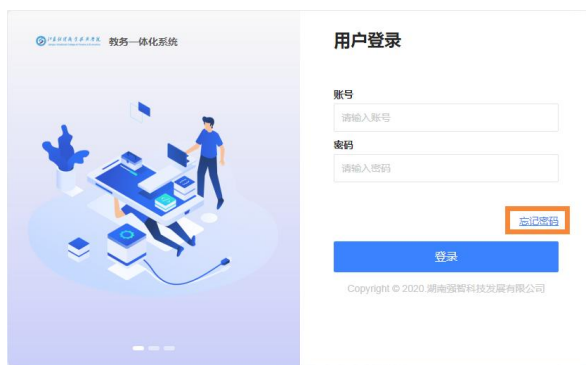 教务一体化系统
用户登录
账号
请输入账号
密码
请输入密码
忘记密码
登录
Copyright © 2020 湖南强智科技发展有限公司